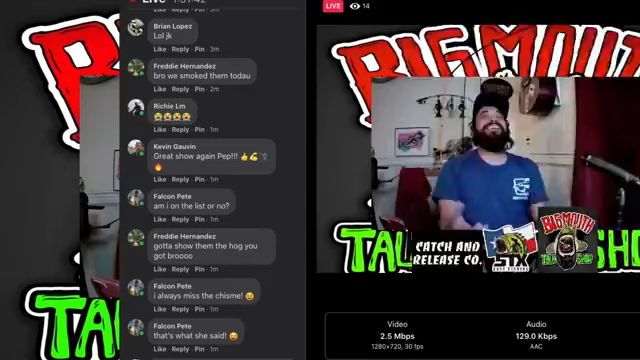 Brian Lopez
Lol jk
Like · Reply · Pin · 3m
Freddie Hernandez
bro we smoked them todau
Like · Reply · Pin · 2m
Richie Lm
Like · Reply · Pin · 1m
Kevin Gauvin
Great show again Pep!!!
Like · Reply · Pin · 1m
Falcon Pete
am i on the list or no?
Like · Reply · Pin · 1m
Freddie Hernandez
gotta show them the hog you
got broooo
Like · Reply · Pin · 1m
Falcon Pete
i always miss the chisme!
Like · Reply · Pin · 1m
Falcon Pete
that's what she said!
Like · Reply · Pin · 1m
LIVE 14
BIGMOUTH
CATCH AND
RELEASE CO.
STX
BIGMOUTH
Video
2.5 Mbps
1280x720, 30 fps
Audio
129.0 Kbps
AAC